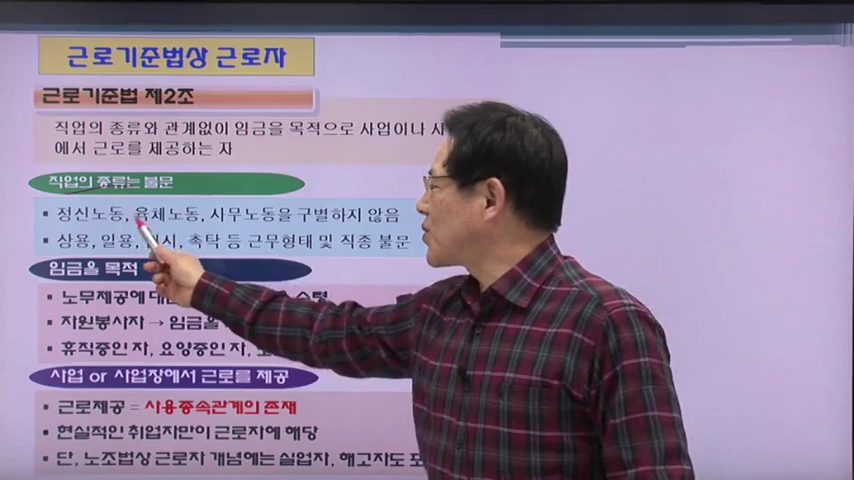 근로기준법상 근로자
근로기준법 제2조
직업의 종류와 관계없이 임금을 목적으로 사업이나
에서 근로를 제공하는 자
직업의 종류는 불문
▪ 정신노동, 육체노동, 사무노동을 구별하지 않음
▪ 상용, 일용, 촉탁 등 근무형태 및 직종 불문
임금을 목적
▪ 노무제공에 수령
▪ 자원봉사자 → 임금을
▪ 휴직중인 자, 요양중인 자,
사업 or 사업장에서 근로를 제공
▪ 근로제공 = 사용종속관계의 존재
▪ 현실적인 취업자만이 근로자에 해당
▪ 단, 노조법상 근로자 개념에는 실업자, 해고자도